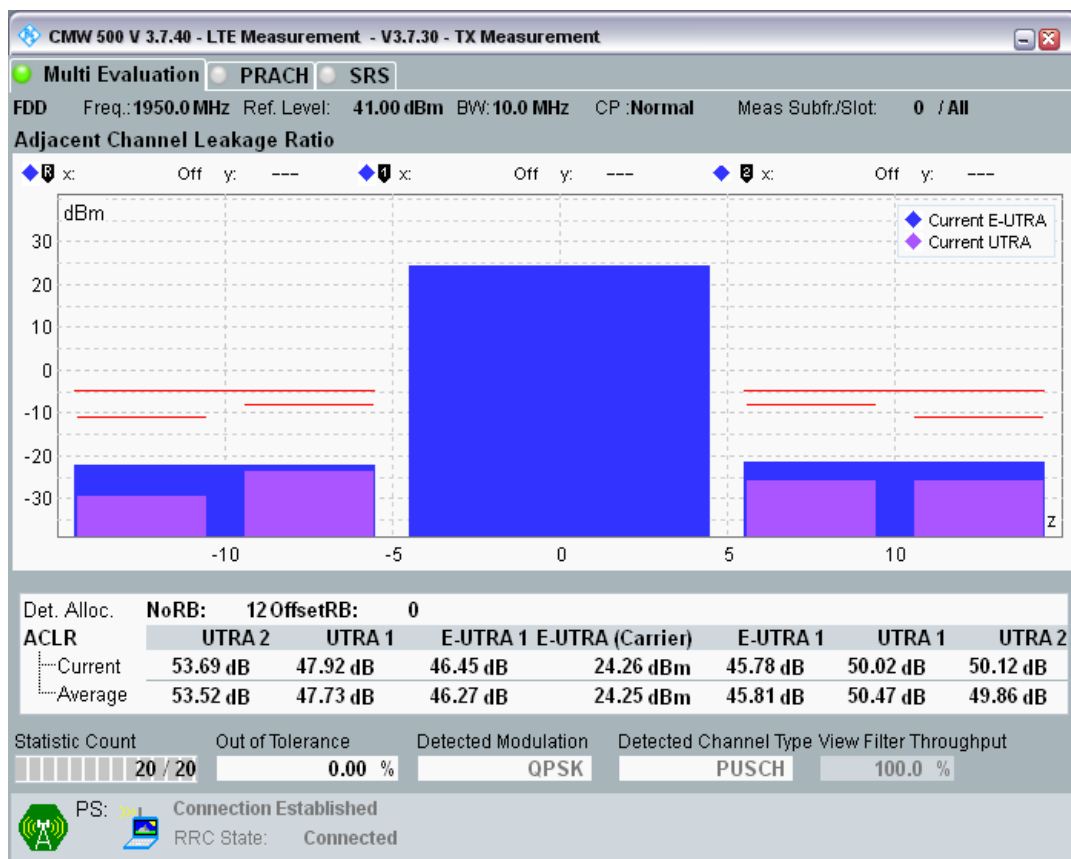 CMW 500 V 3.7.40 - LTE Measurement - V3.7.30 - TX Measurement
Multi Evaluation PRACH SRS
FDD Freq.: 1950.0 MHz Ref. Level: 41.00 dBm BW: 10.0 MHz CP :Normal Meas Subfr./Slot: 0 / All
Adjacent Channel Leakage Ratio
R x: Off y: --- 1 x: Off y: --- 2 x: Off y: ---
dBm
Current E-UTRA
Current UTRA
30
20
10
0
-10
-20
-30
z
-10 -5 0 5 10
Det. Alloc. NoRB: 12 OffsetRB: 0
ACLR UTRA 2 UTRA 1 E-UTRA 1 E-UTRA (Carrier) E-UTRA 1 UTRA 1 UTRA 2
Current 53.69 dB 47.92 dB 46.45 dB 24.26 dBm 45.78 dB 50.02 dB 50.12 dB
Average 53.52 dB 47.73 dB 46.27 dB 24.25 dBm 45.81 dB 50.47 dB 49.86 dB
Statistic Count Out of Tolerance Detected Modulation Detected Channel Type View Filter Throughput
20 / 20 0.00 % QPSK PUSCH 100.0 %
PS: Connection Established
RRC State: Connected